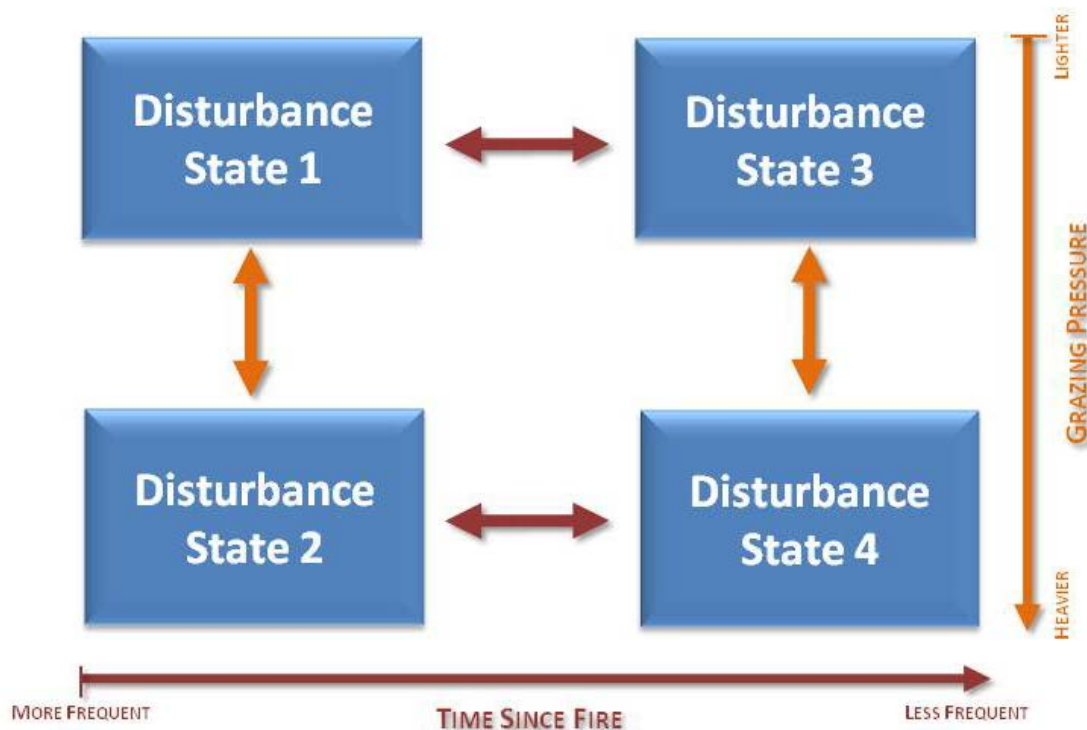 Disturbance
State 1
Disturbance
State 3
LIGHTER
GRAZING PRESSURE
Disturbance
State 2
Disturbance
State 4
HEAVIER
MORE FREQUENT
TIME SINCE FIRE
LESS FREQUENT